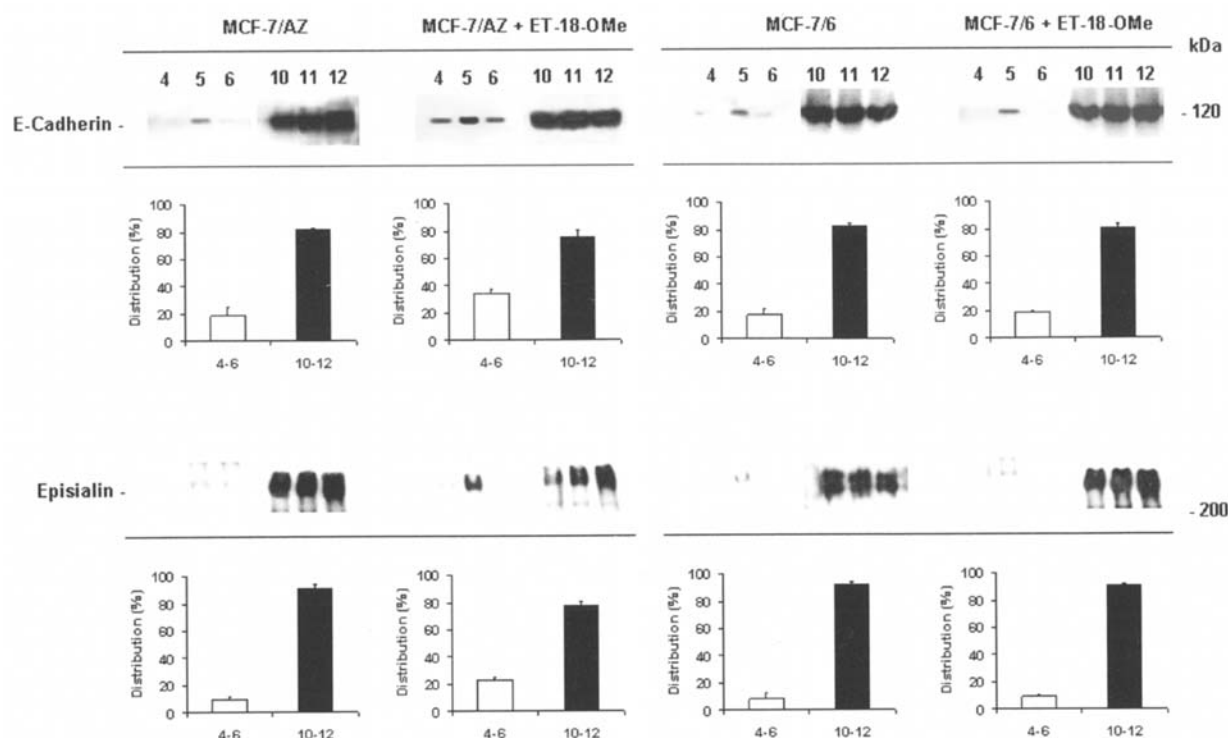 MCF-7/AZ MCF-7/AZ + ET-18-OMe MCF-7/6 MCF-7/6 + ET-18-OMe kDa
4 5 6 10 11 12 4 5 6 10 11 12 4 5 6 10 11 12 4 5 6 10 11 12
E-Cadherin - - 120
Distribution (%) 100 80 60 40 20 0 4-6 10-12
Distribution (%) 100 80 60 40 20 0 4-6 10-12
Distribution (%) 100 80 60 40 20 0 4-6 10-12
Distribution (%) 100 80 60 40 20 0 4-6 10-12
Episialin - - 200
Distribution (%) 100 80 60 40 20 0 4-6 10-12
Distribution (%) 100 80 60 40 20 0 4-6 10-12
Distribution (%) 100 80 60 40 20 0 4-6 10-12
Distribution (%) 100 80 60 40 20 0 4-6 10-12